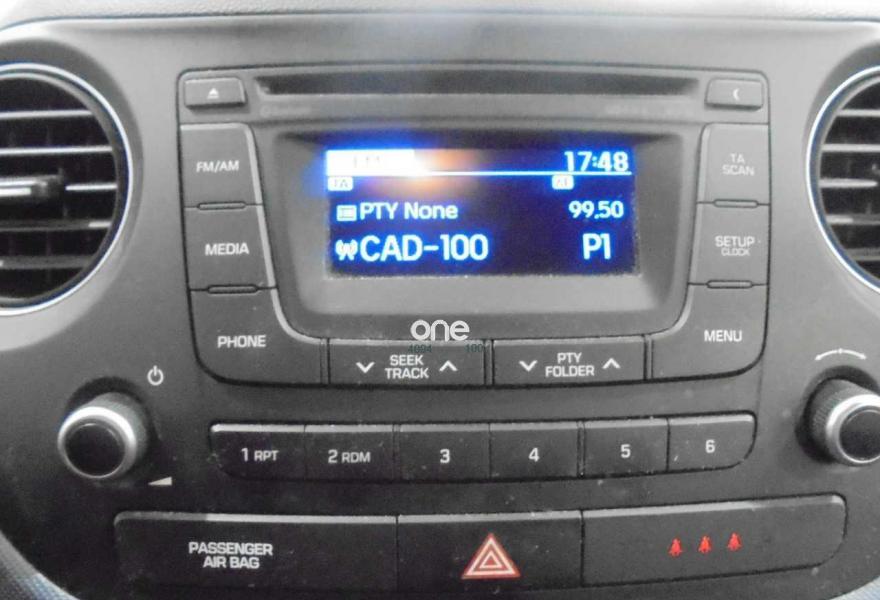 FM/AM
TA
SCAN
FM
17:48
TA
PTY None
99.50
CAD-100
P1
MEDIA
SETUP
CLOCK
PHONE
MENU
one
SEEK
TRACK
PTY
FOLDER
1 RPT
2 RDM
3
4
5
6
PASSENGER
AIR BAG